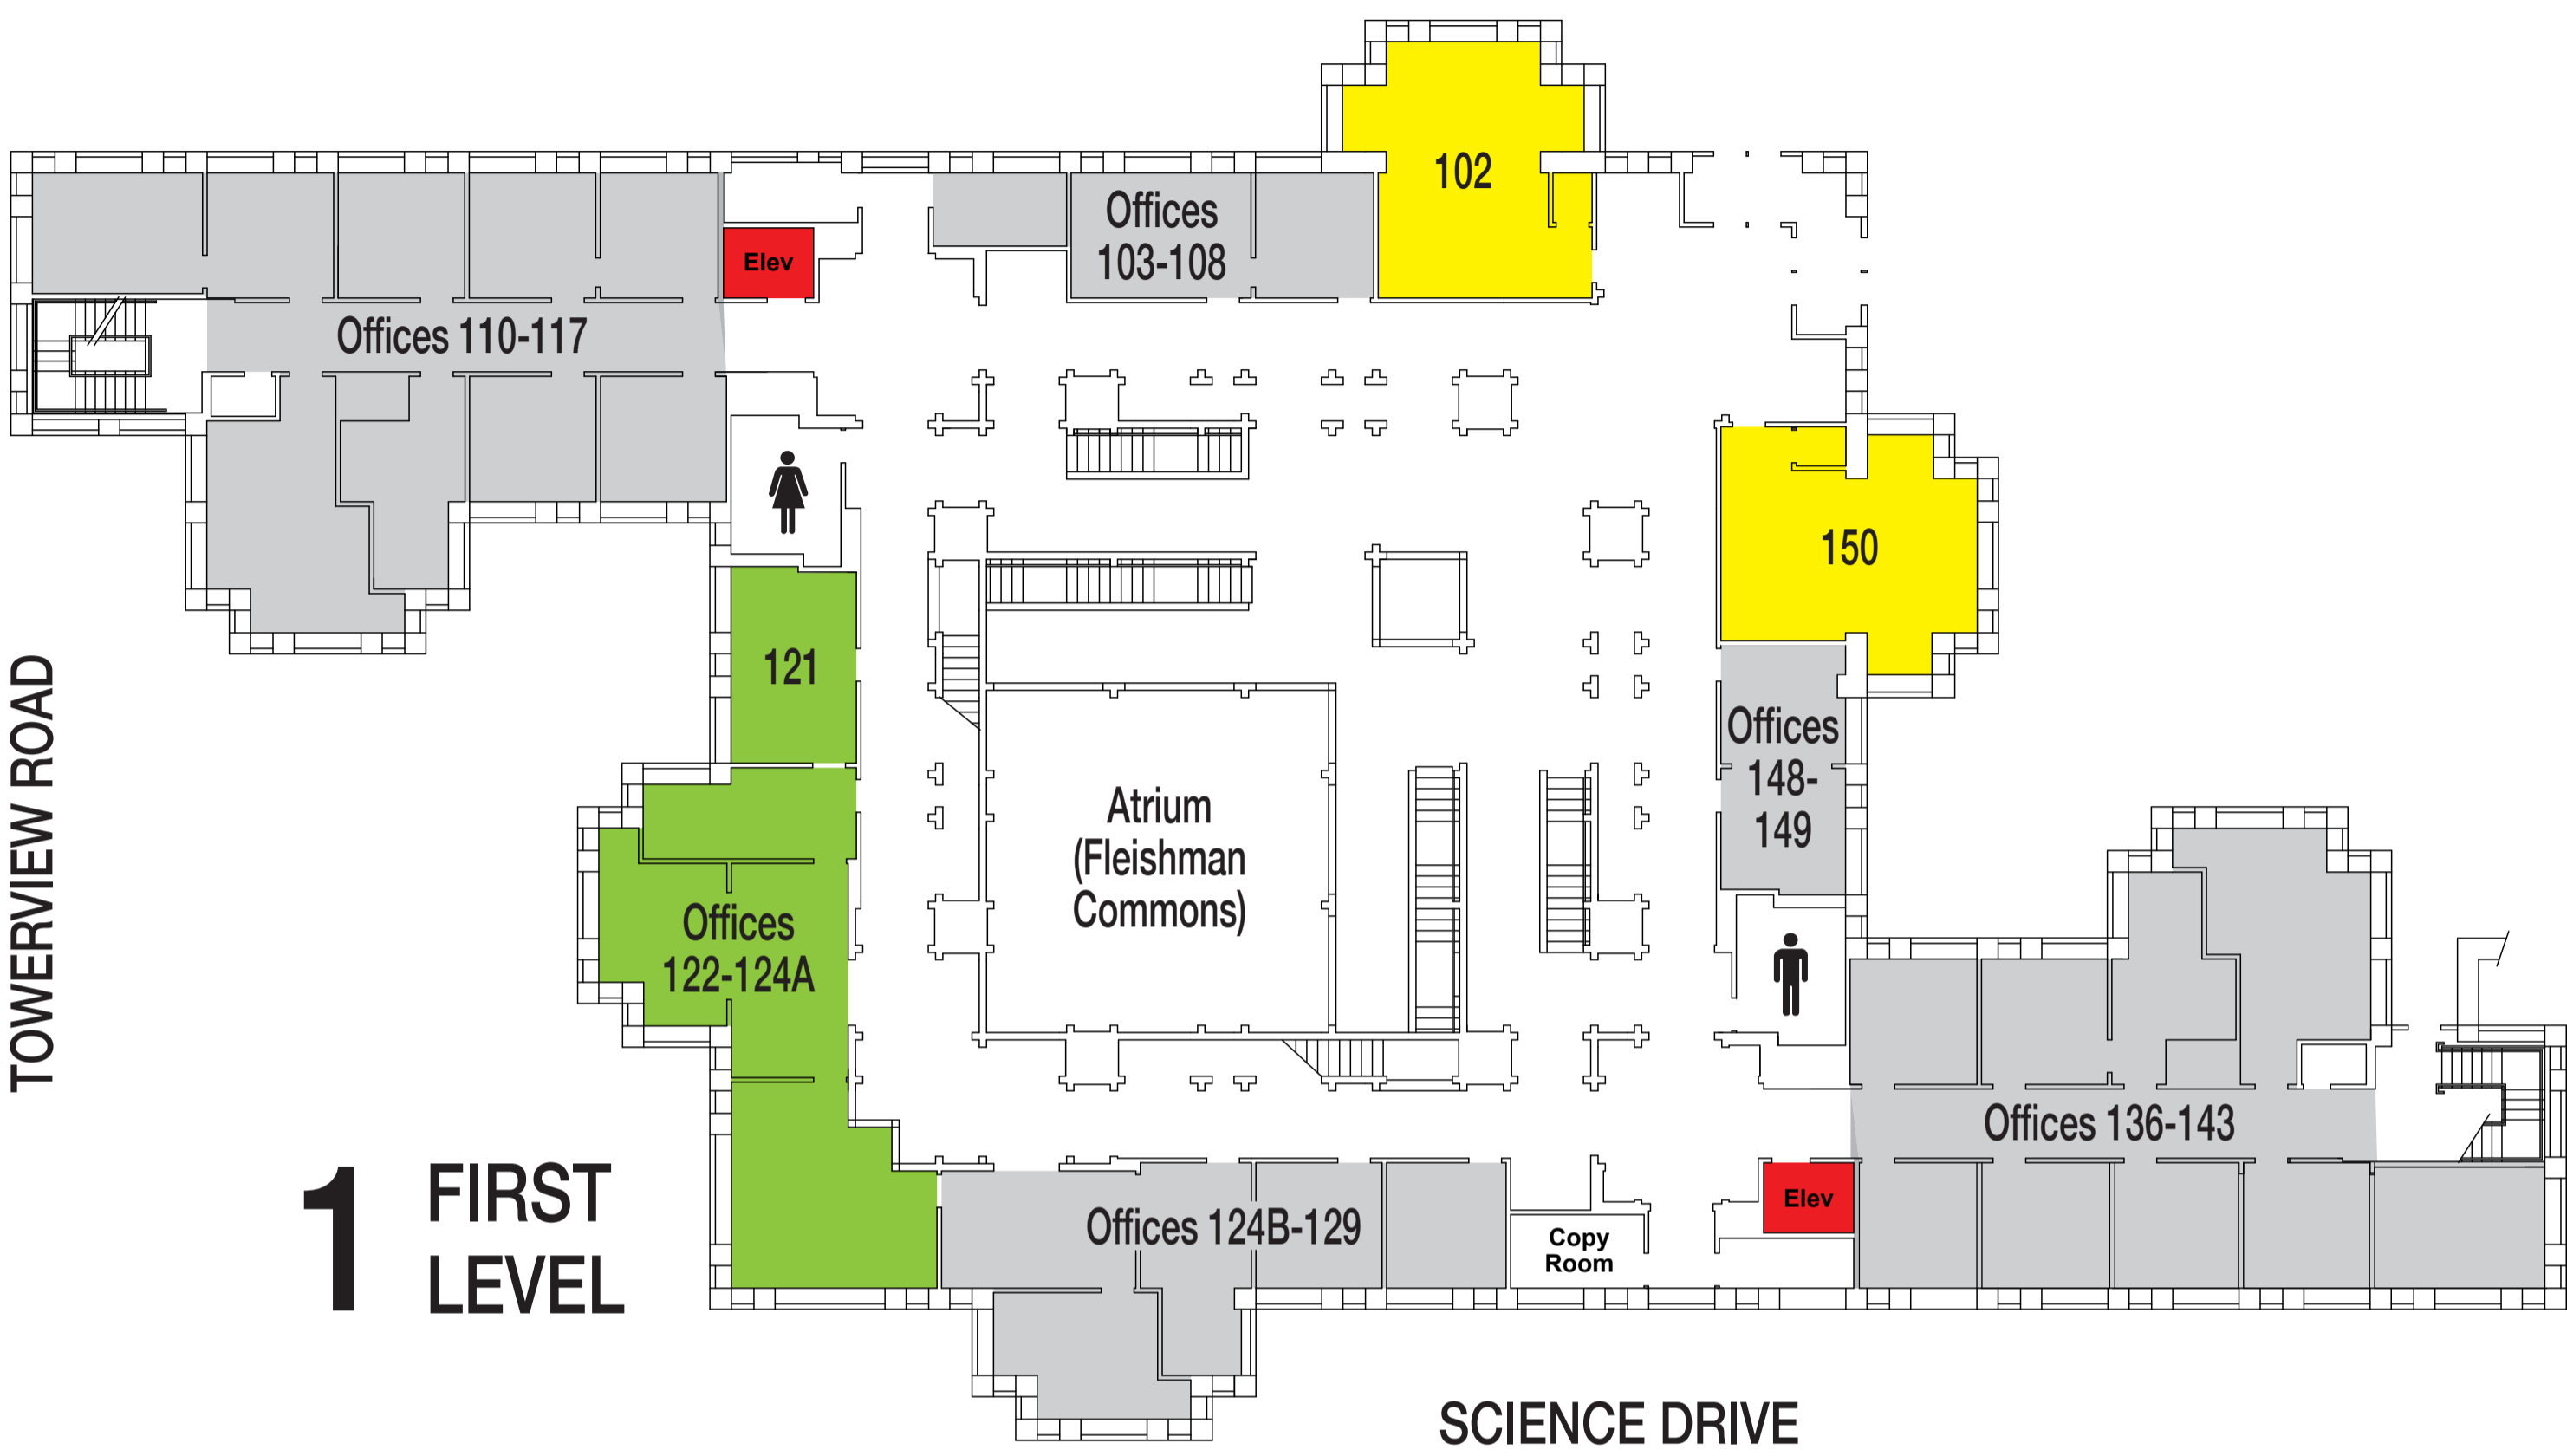 102
Offices
103-108
Elev
Offices 110-117
150
121
Offices
148-
149
Atrium
(Fleishman
Commons)
Offices
122-124A
TOWERVIEW ROAD
Offices 136-143
1 FIRST
LEVEL
Elev
Offices 124B-129
Copy
Room
SCIENCE DRIVE